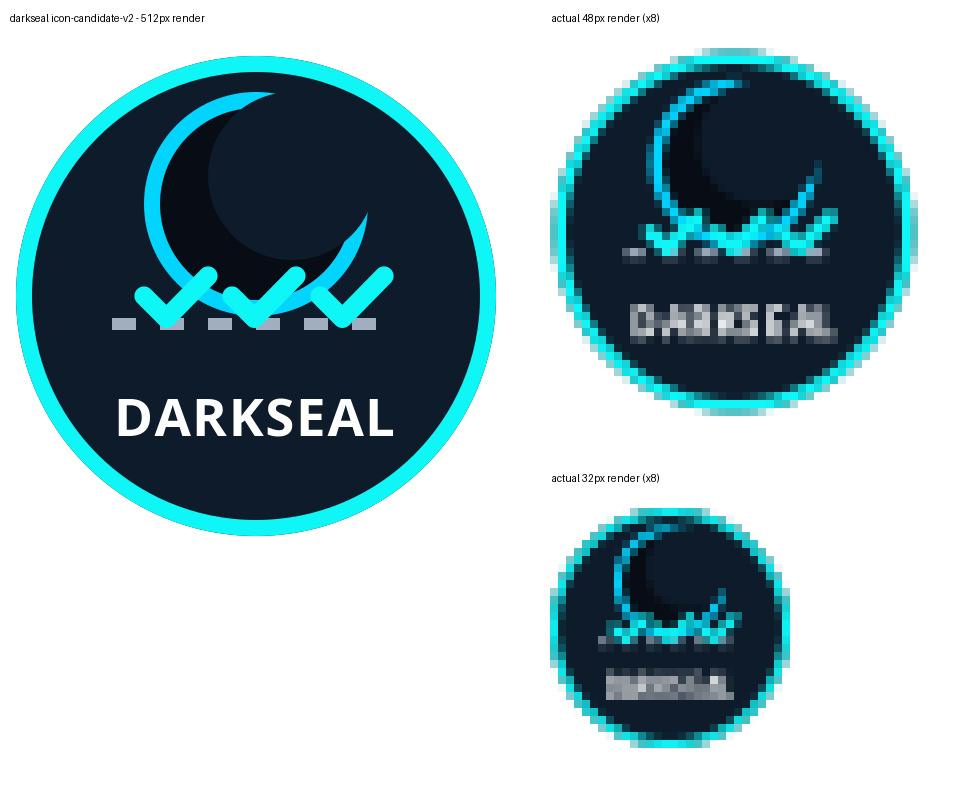 darkseal icon-candidate-v2 - 512px render
actual 48px render (x8)
DARKSEAL
actual 32px render (x8)